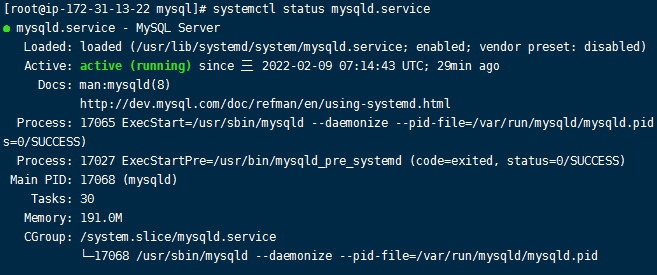 [root@ip-172-31-13-22 mysql]# systemctl status mysqld.service
● mysqld.service - MySQL Server
Loaded: loaded (/usr/lib/systemd/system/mysqld.service; enabled; vendor preset: disabled)
Active: active (running) since 三 2022-02-09 07:14:43 UTC; 29min ago
Docs: man:mysqld(8)
http://dev.mysql.com/doc/refman/en/using-systemd.html
Process: 17065 ExecStart=/usr/sbin/mysqld --daemonize --pid-file=/var/run/mysqld/mysqld.pid
s=0/SUCCESS)
Process: 17027 ExecStartPre=/usr/bin/mysqld_pre_systemd (code=exited, status=0/SUCCESS)
Main PID: 17068 (mysqld)
Tasks: 30
Memory: 191.0M
CGroup: /system.slice/mysqld.service
└─17068 /usr/sbin/mysqld --daemonize --pid-file=/var/run/mysqld/mysqld.pid